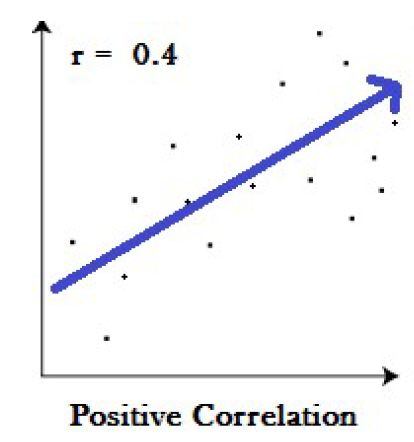 r = 0.4
Positive Correlation